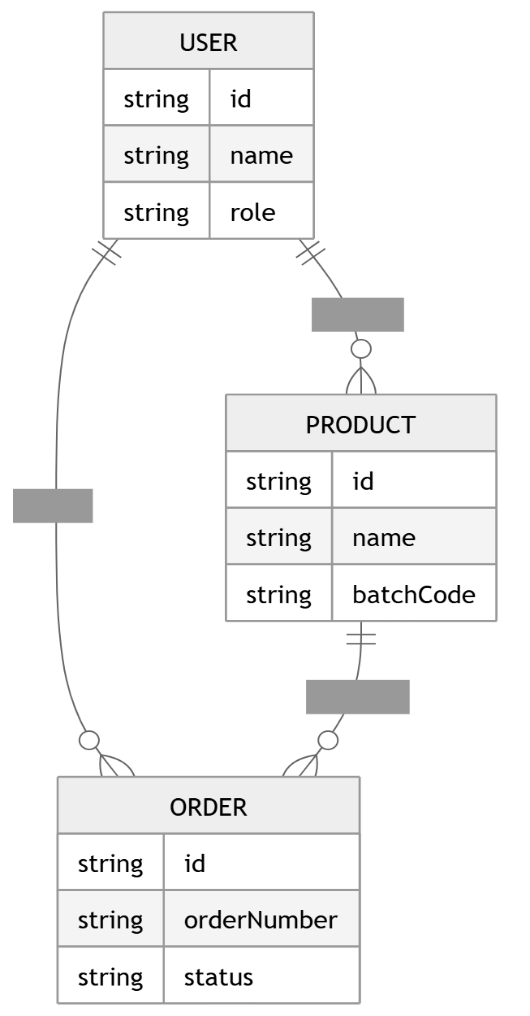 USER
string id
string name
string role
PRODUCT
string id
string name
string batchCode
ORDER
string id
string orderNumber
string status